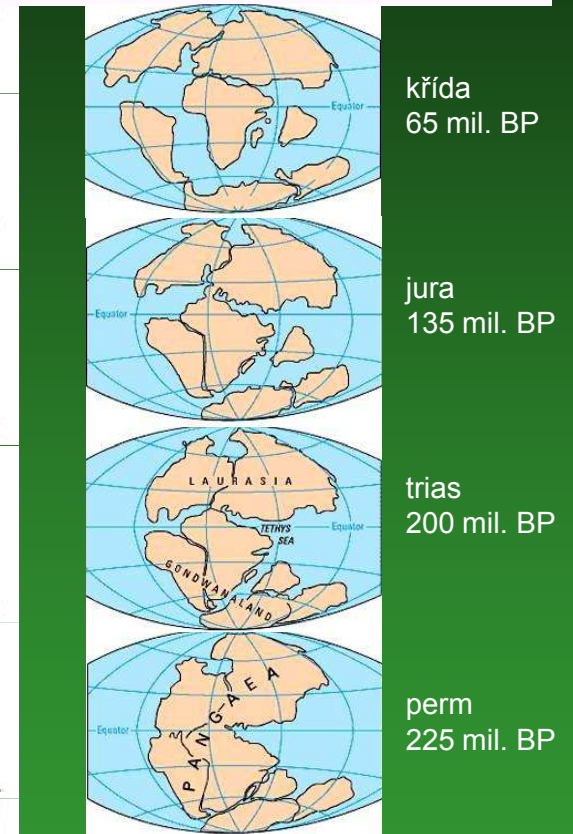 Equator
křída
65 mil. BP
Equator
jura
135 mil. BP
LAURASIA
TETHYS
SEA
Equator
GONDWANALAND
trias
200 mil. BP
PANGAEA
Equator
perm
225 mil. BP